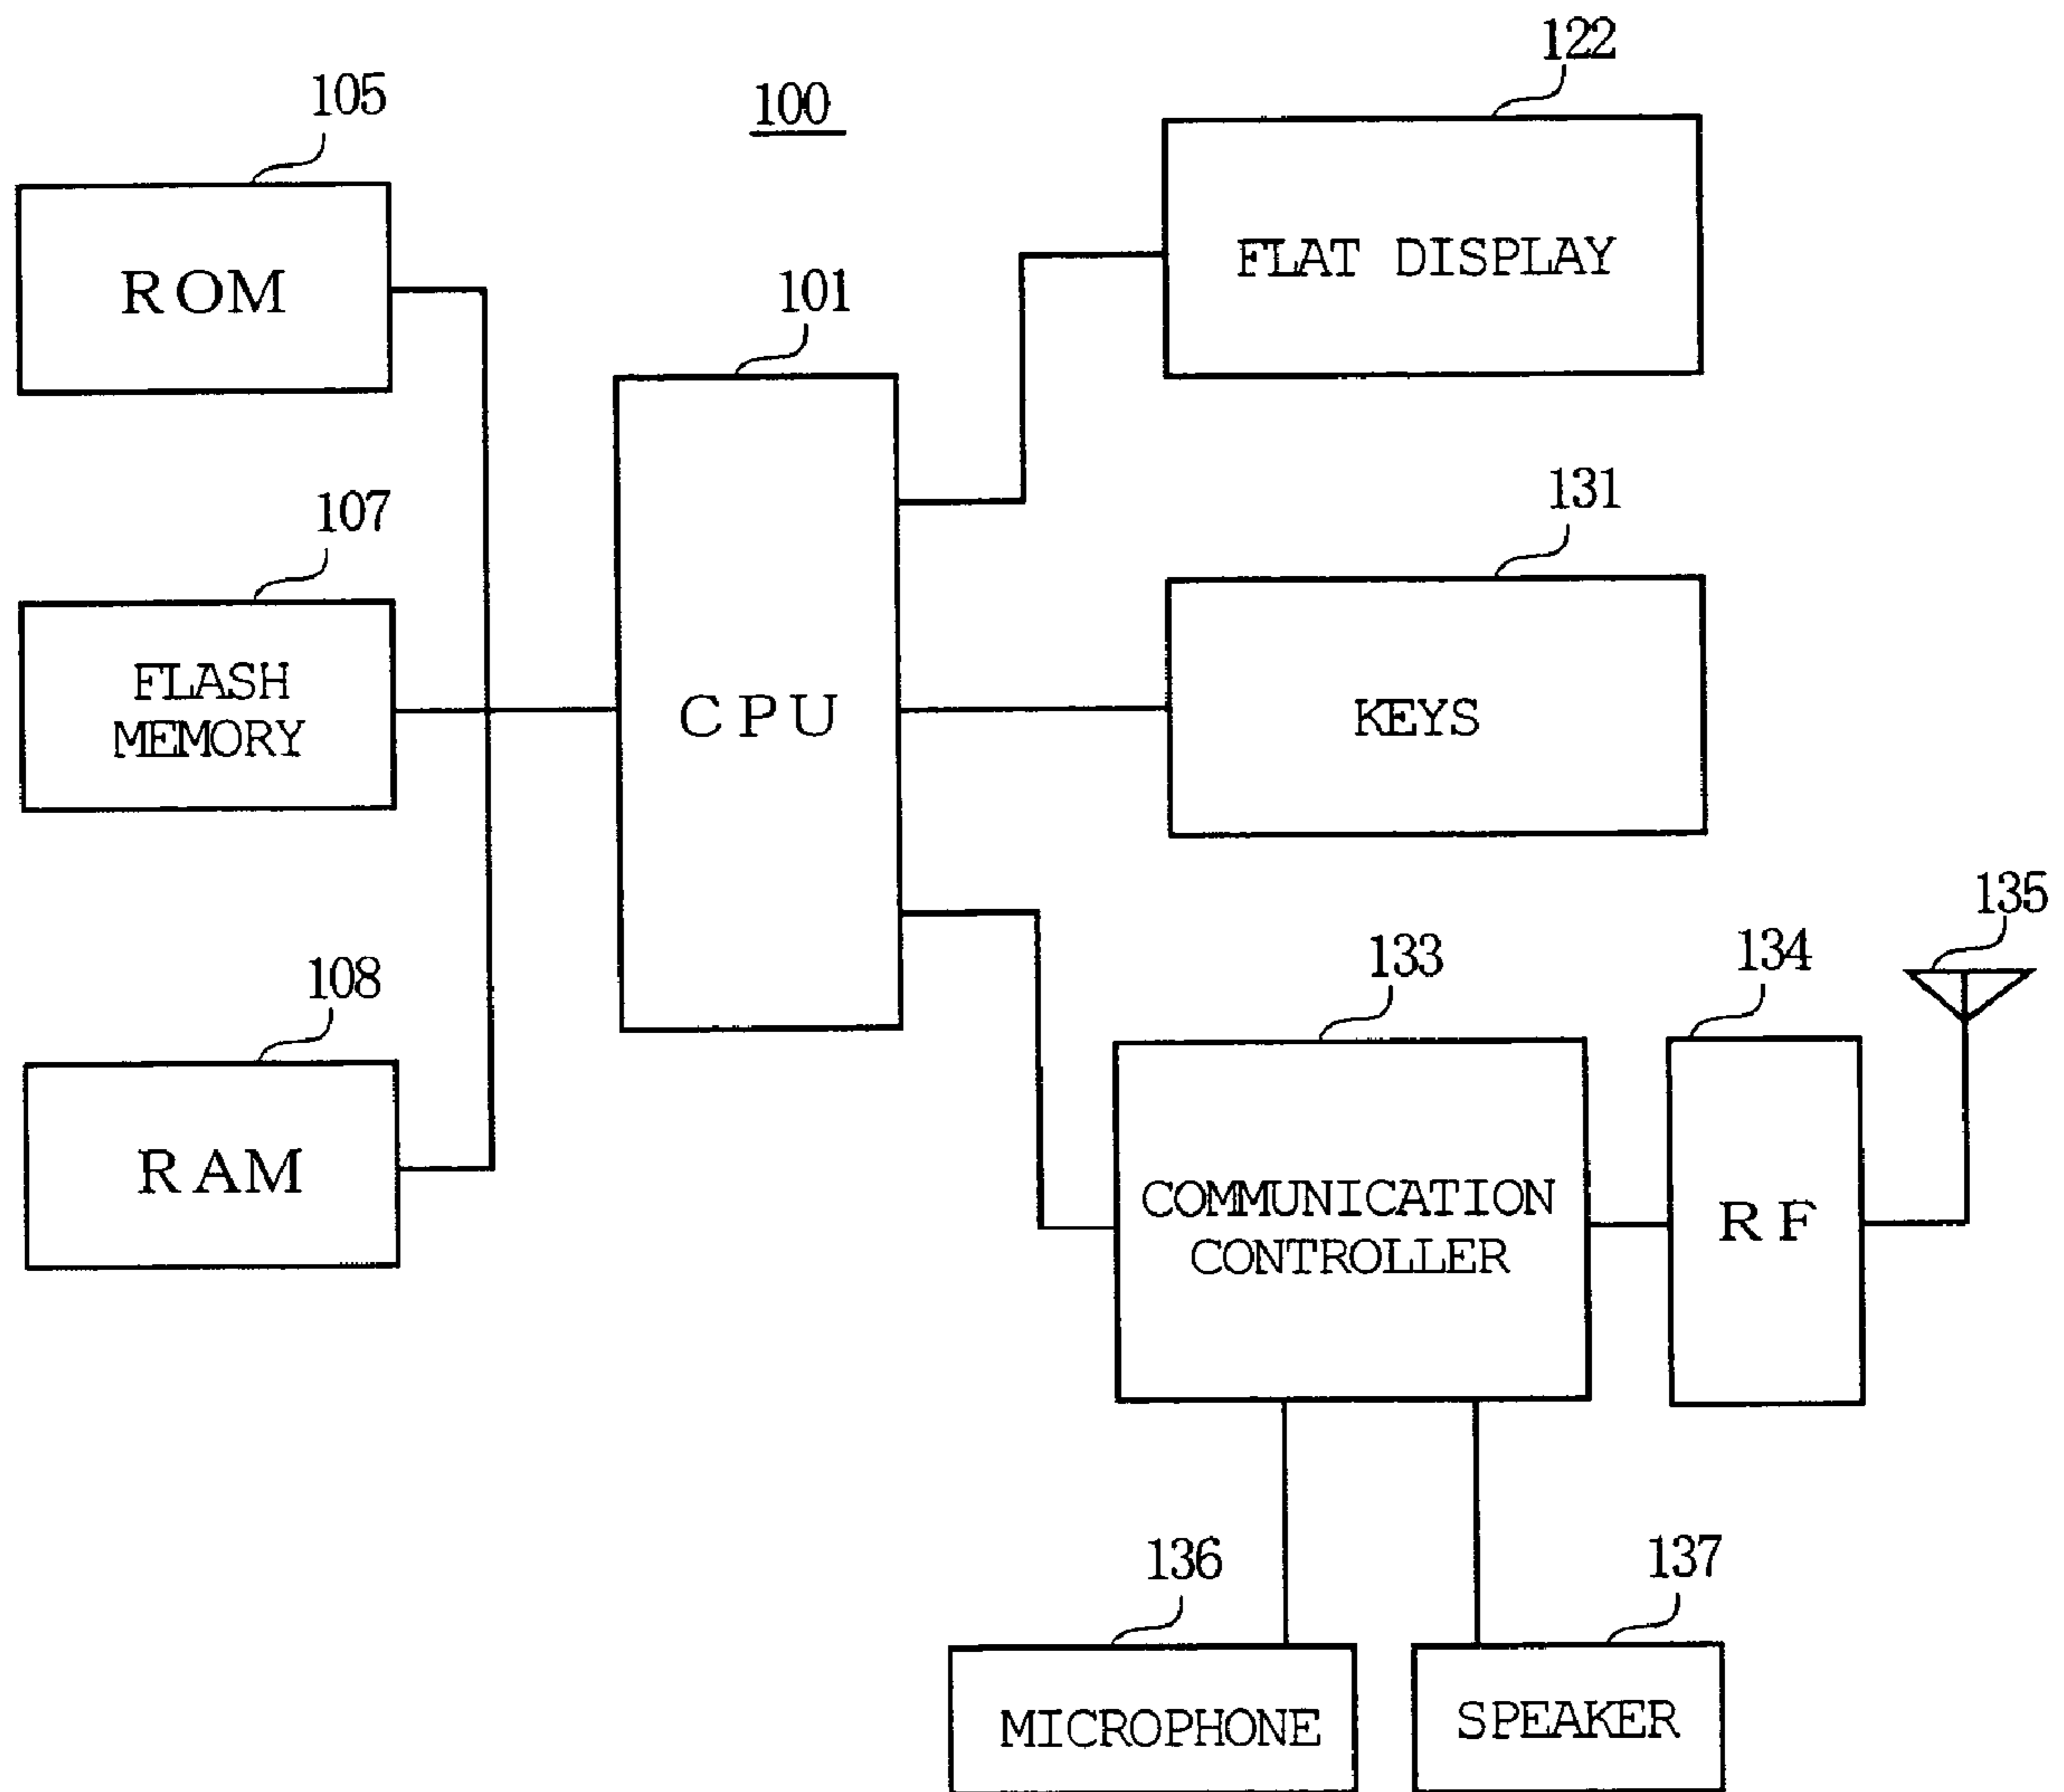 122
105
100
FLAT DISPLAY
ROM
101
131
107
FLASH
MEMORY
CPU
KEYS
135
134
133
108
RAM
COMMUNICATION
CONTROLLER
RF
136
137
MICROPHONE
SPEAKER